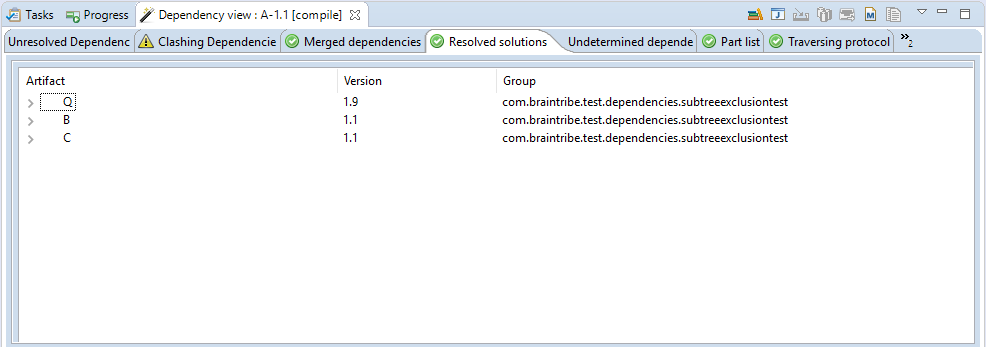 Tasks Progress Dependency view : A-1.1 [compile]
Unresolved Dependenc Clashing Dependencie Merged dependencies Resolved solutions Undetermined depende Part list Traversing protocol »2
Artifact Version Group
Q 1.9 com.braintribe.test.dependencies.subtreeexclusiontest
B 1.1 com.braintribe.test.dependencies.subtreeexclusiontest
C 1.1 com.braintribe.test.dependencies.subtreeexclusiontest